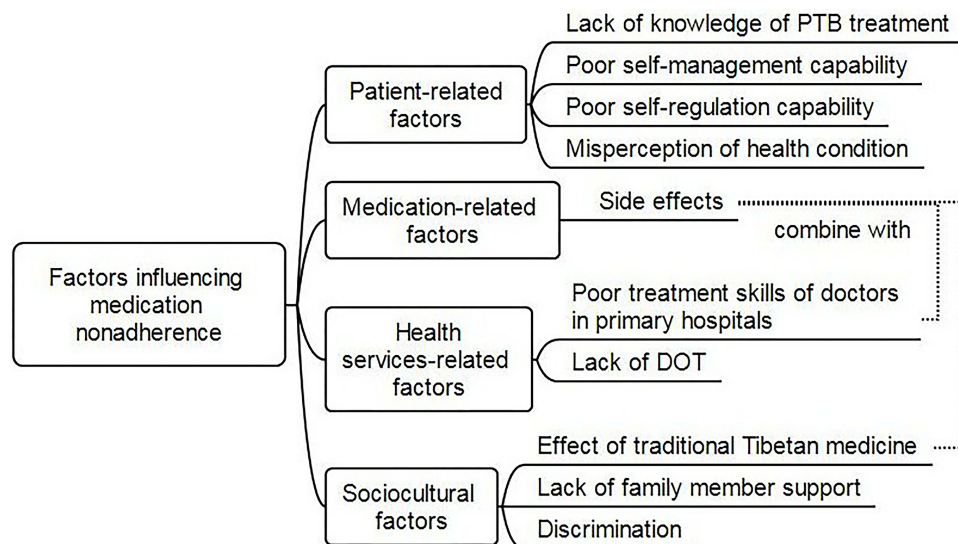 Factors influencing
medication
nonadherence
Patient-related
factors
Lack of knowledge of PTB treatment
Poor self-management capability
Poor self-regulation capability
Misperception of health condition
Medication-related
factors
Side effects
combine with
Health
services-related
factors
Poor treatment skills of doctors
in primary hospitals
Lack of DOT
Sociocultural
factors
Effect of traditional Tibetan medicine
Lack of family member support
Discrimination